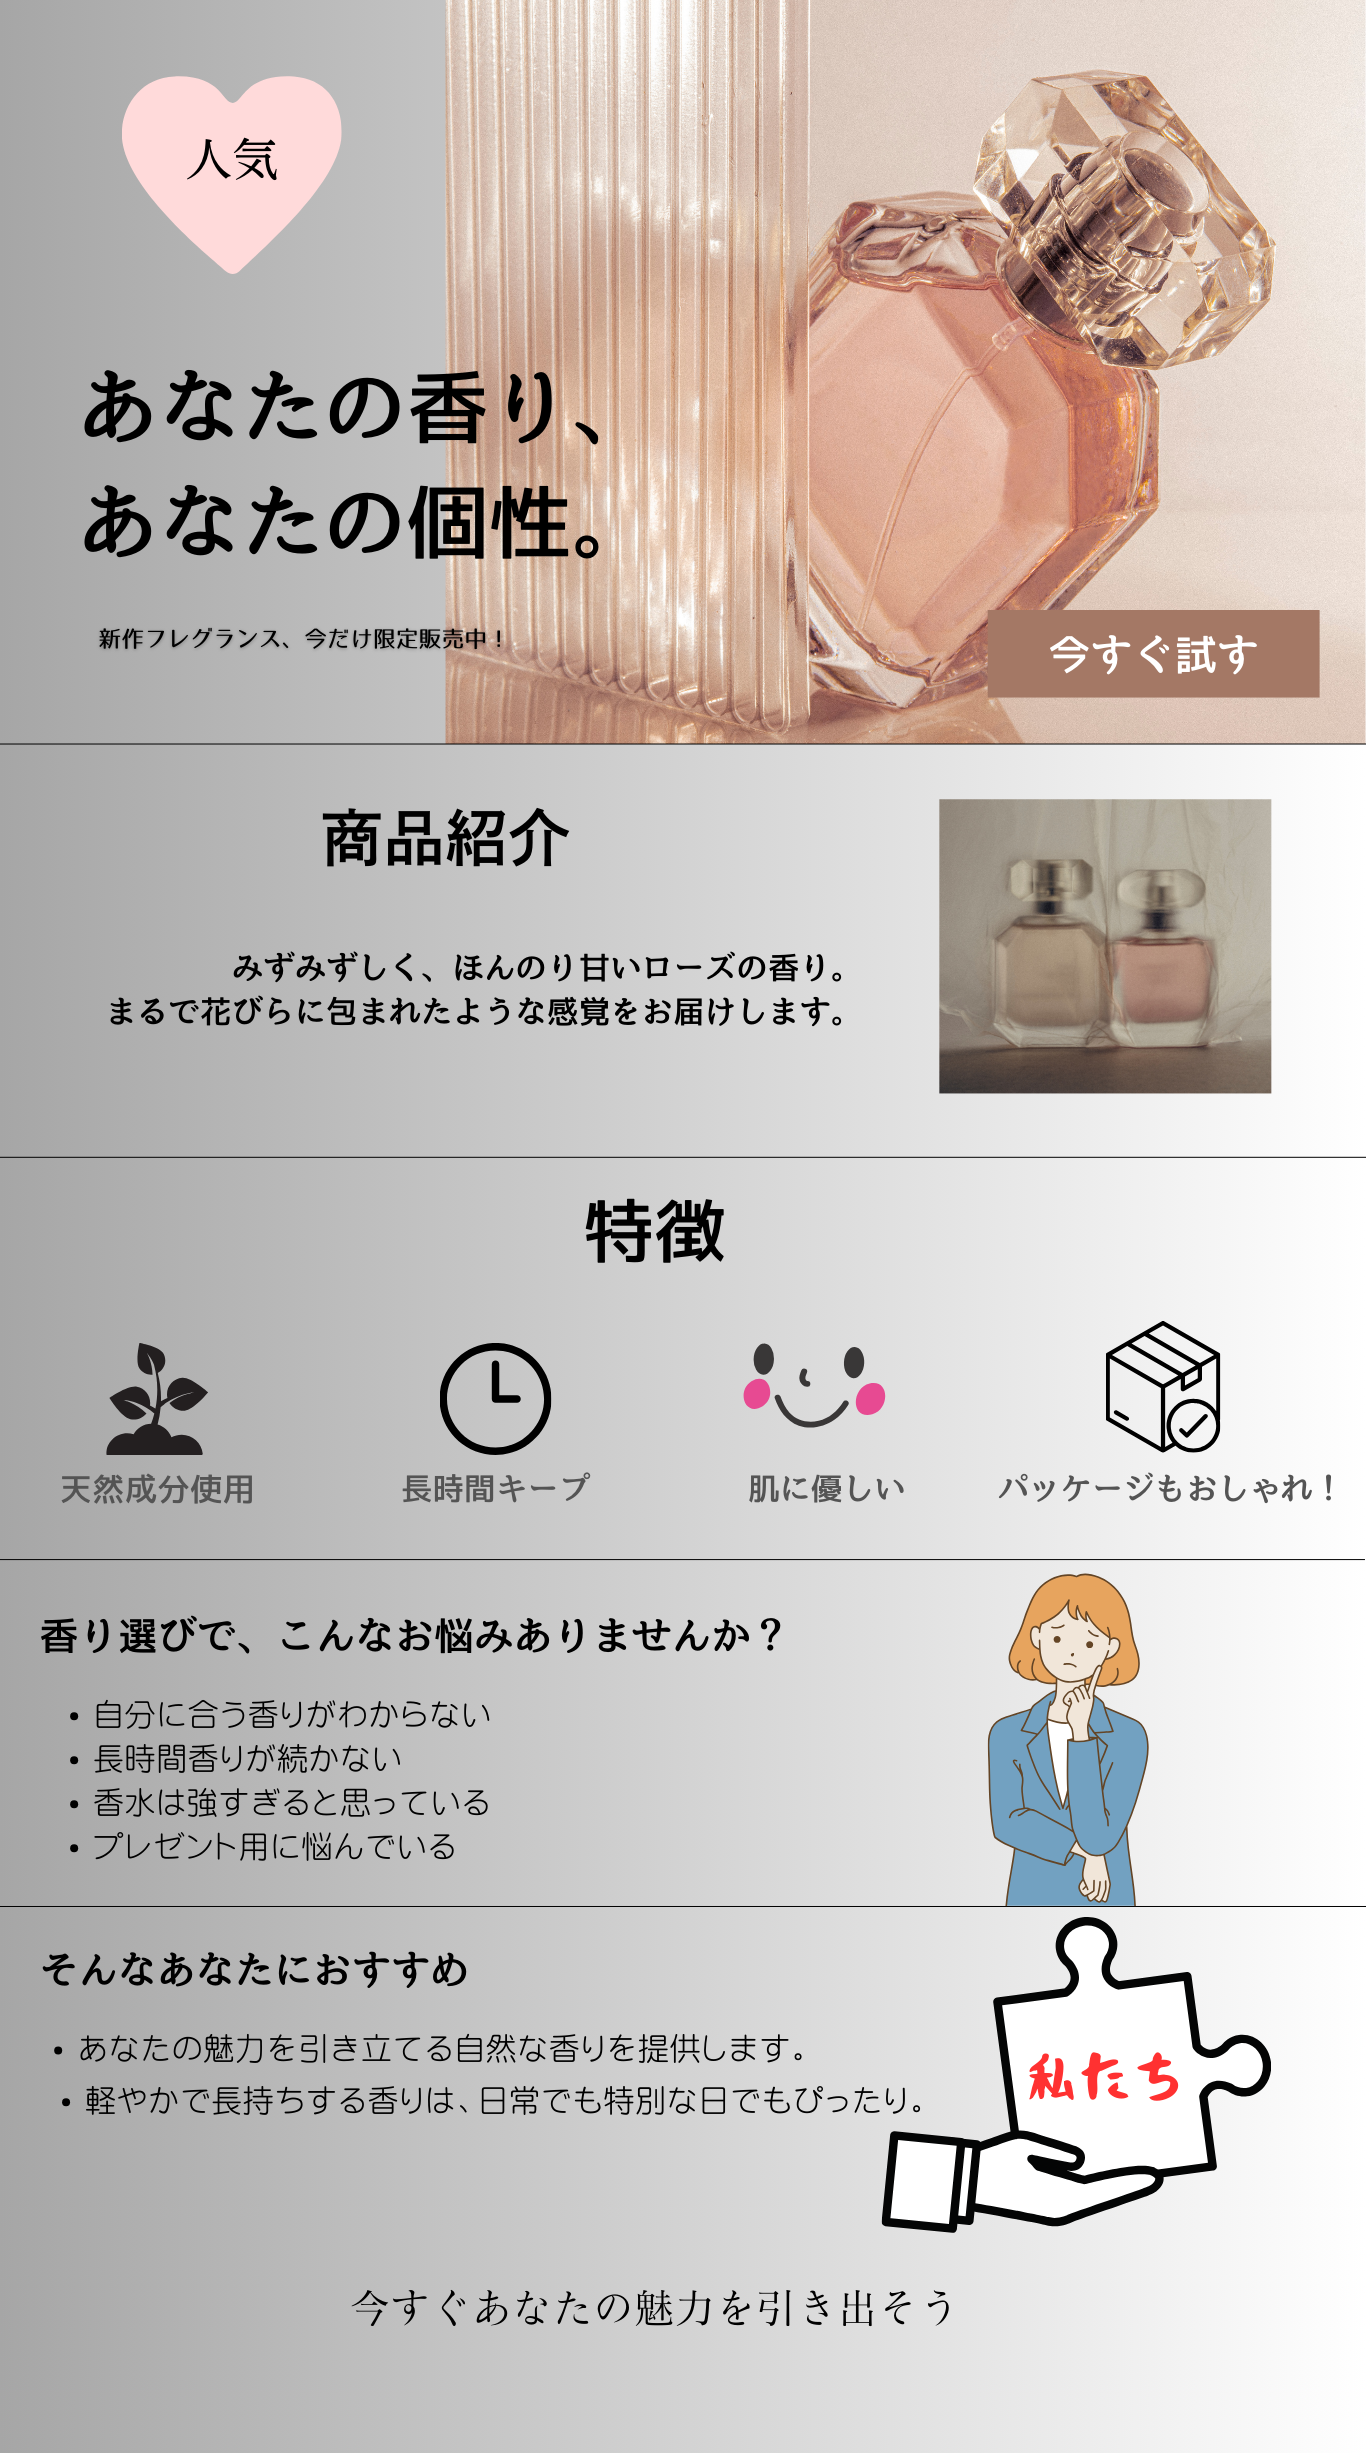 人気
あなたの香り、
あなたの個性。
新作フレグランス、今だけ限定販売中！
今すぐ試す
商品紹介
みずみずしく、ほんのり甘いローズの香り。
まるで花びらに包まれたような感覚をお届けします。
特徴
天然成分使用
長時間キープ
肌に優しい
パッケージもおしゃれ！
香り選びで、こんなお悩みありませんか？
• 自分に合う香りがわからない
• 長時間香りが続かない
• 香水は強すぎると思っている
• プレゼント用に悩んでいる
そんなあなたにおすすめ
• あなたの魅力を引き立てる自然な香りを提供します。
• 軽やかで長持ちする香りは、日常でも特別な日でもぴったり。
私たち
今すぐあなたの魅力を引き出そう